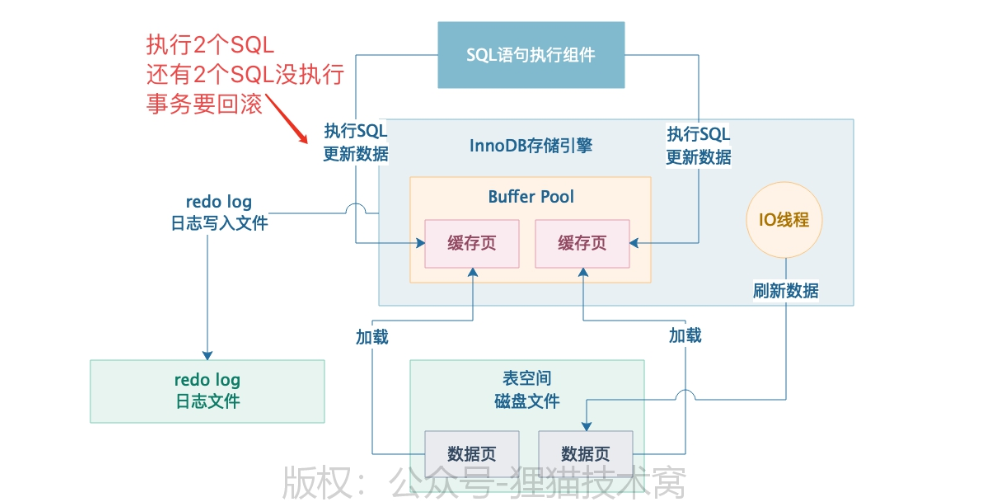 执行2个SQL
还有2个SQL没执行
事务要回滚
SQL语句执行组件
执行SQL
更新数据
InnoDB存储引擎
执行SQL
更新数据
Buffer Pool
redo log
日志写入文件
缓存页
缓存页
IO线程
刷新数据
加载
加载
redo log
日志文件
表空间
磁盘文件
数据页
数据页
版权：公众号-狸猫技术窝